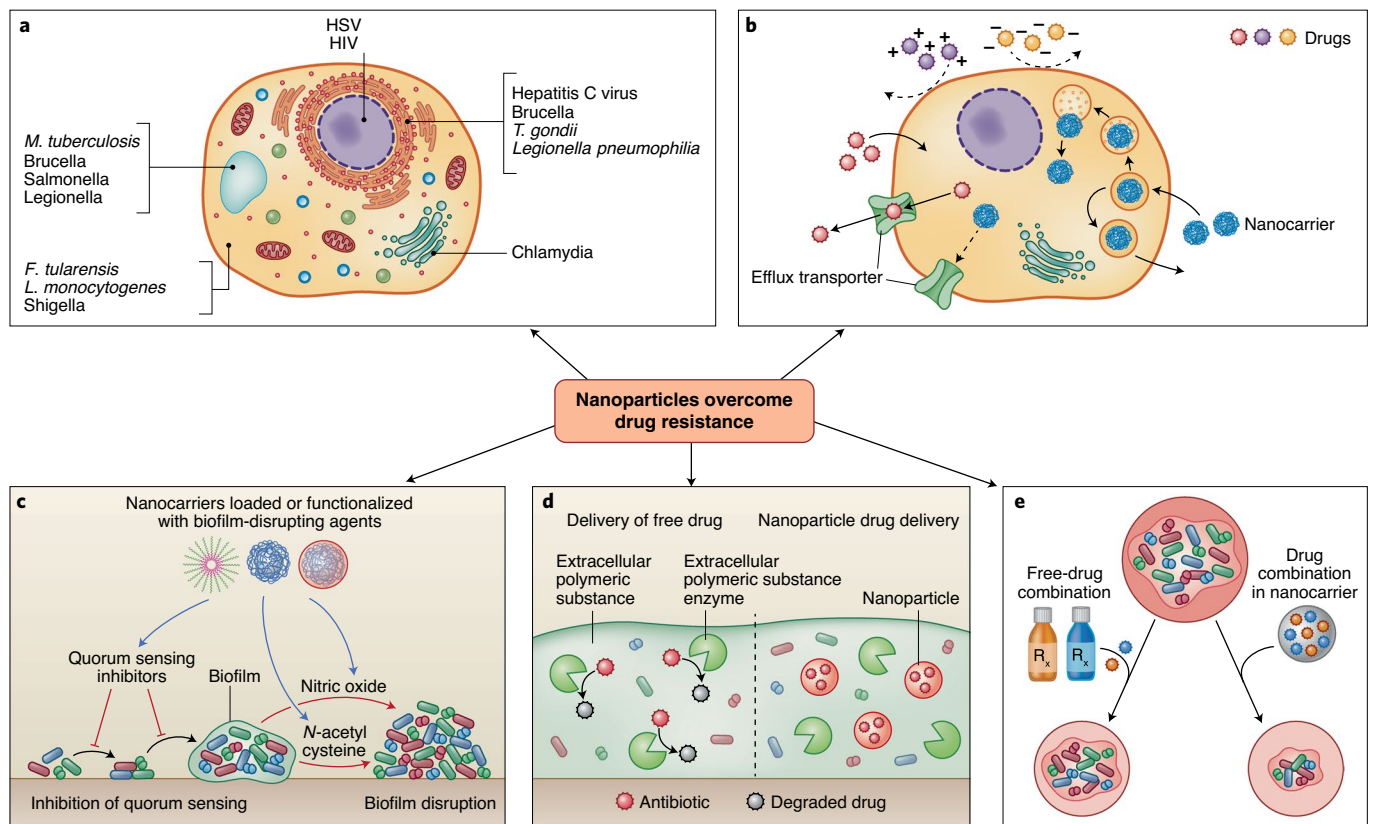 a
HSV
HIV
Hepatitis C virus
Brucella
T. gondii
Legionella pneumophilia
M. tuberculosis
Brucella
Salmonella
Legionella
Chlamydia
F. tularensis
L. monocytogenes
Shigella
b
+ + + + +
− − − − −
Drugs
Nanocarrier
Efflux transporter
Nanoparticles overcome
drug resistance
c
Nanocarriers loaded or functionalized
with biofilm-disrupting agents
Quorum sensing
inhibitors
Biofilm
Nitric oxide
N-acetyl
cysteine
Inhibition of quorum sensing
Biofilm disruption
d
Delivery of free drug
Nanoparticle drug delivery
Extracellular
polymeric
substance
Extracellular
polymeric substance
enzyme
Nanoparticle
Antibiotic
Degraded drug
e
Free-drug
combination
Rx
Rx
Drug
combination
in nanocarrier